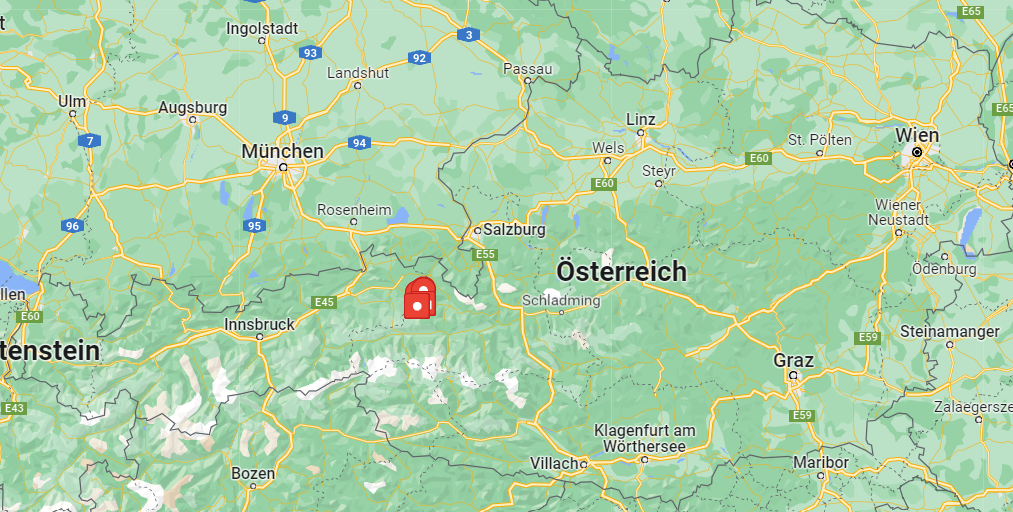 t
E65
Ingolstadt
3
93
92
Landshut
Passau
Ulm
Augsburg
E65
9
Linz
7
München
94
Wels
E60
St. Pölten
Wien
Steyr
E60
Rosenheim
96
95
Salzburg
Wiener
Neustadt
E55
Österreich
Ödenburg
llen
E45
Schladming
E60
Innsbruck
Steinamanger
E59
tenstein
Graz
E43
E59
Zalaegersze
Klagenfurt am
Wörthersee
Bozen
Villach
Maribor